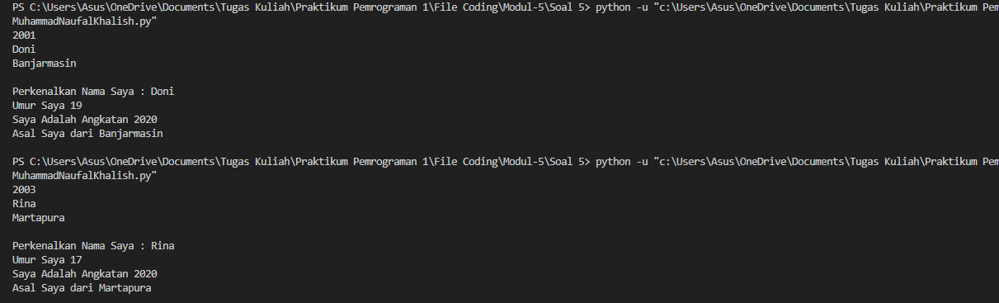 PS C:\Users\Asus\OneDrive\Documents\Tugas Kuliah\Praktikum Pemrograman 1\File Coding\Modul-5\Soal 5> python -u "c:\Users\Asus\OneDrive\Documents\Tugas Kuliah\Praktikum Pem
MuhammadNaufalKhalish.py"
2001
Doni
Banjarmasin
Perkenalkan Nama Saya : Doni
Umur Saya 19
Saya Adalah Angkatan 2020
Asal Saya dari Banjarmasin
PS C:\Users\Asus\OneDrive\Documents\Tugas Kuliah\Praktikum Pemrograman 1\File Coding\Modul-5\Soal 5> python -u "c:\Users\Asus\OneDrive\Documents\Tugas Kuliah\Praktikum Pem
MuhammadNaufalKhalish.py"
2003
Rina
Martapura
Perkenalkan Nama Saya : Rina
Umur Saya 17
Saya Adalah Angkatan 2020
Asal Saya dari Martapura